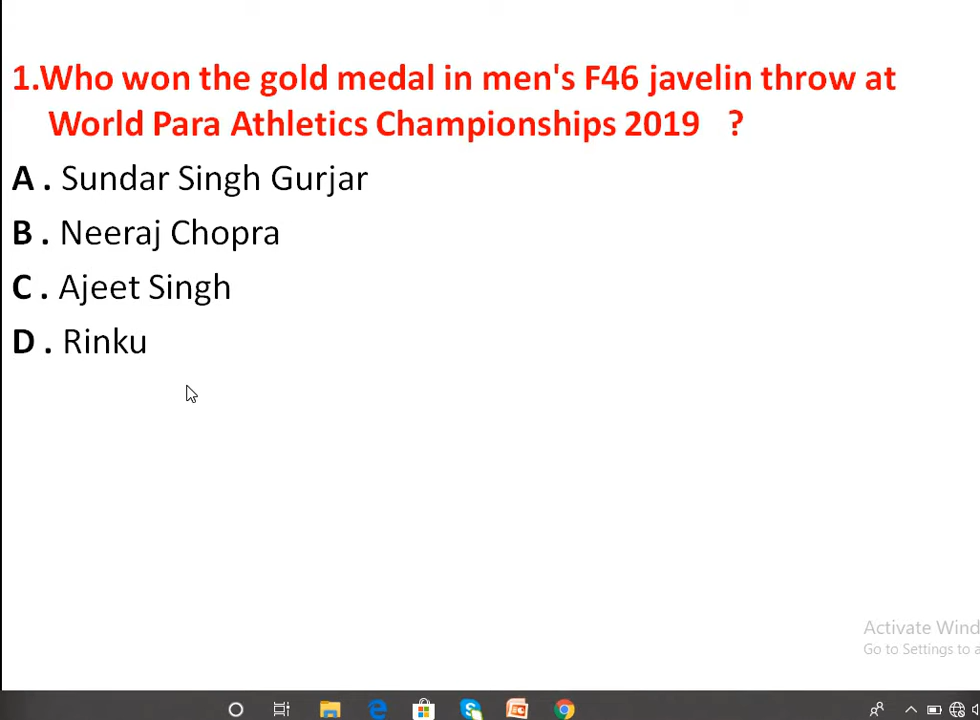 1.Who won the gold medal in men's F46 javelin throw at
World Para Athletics Championships 2019 ?
A . Sundar Singh Gurjar
B . Neeraj Chopra
C . Ajeet Singh
D . Rinku
Activate Wind
Go to Settings to a